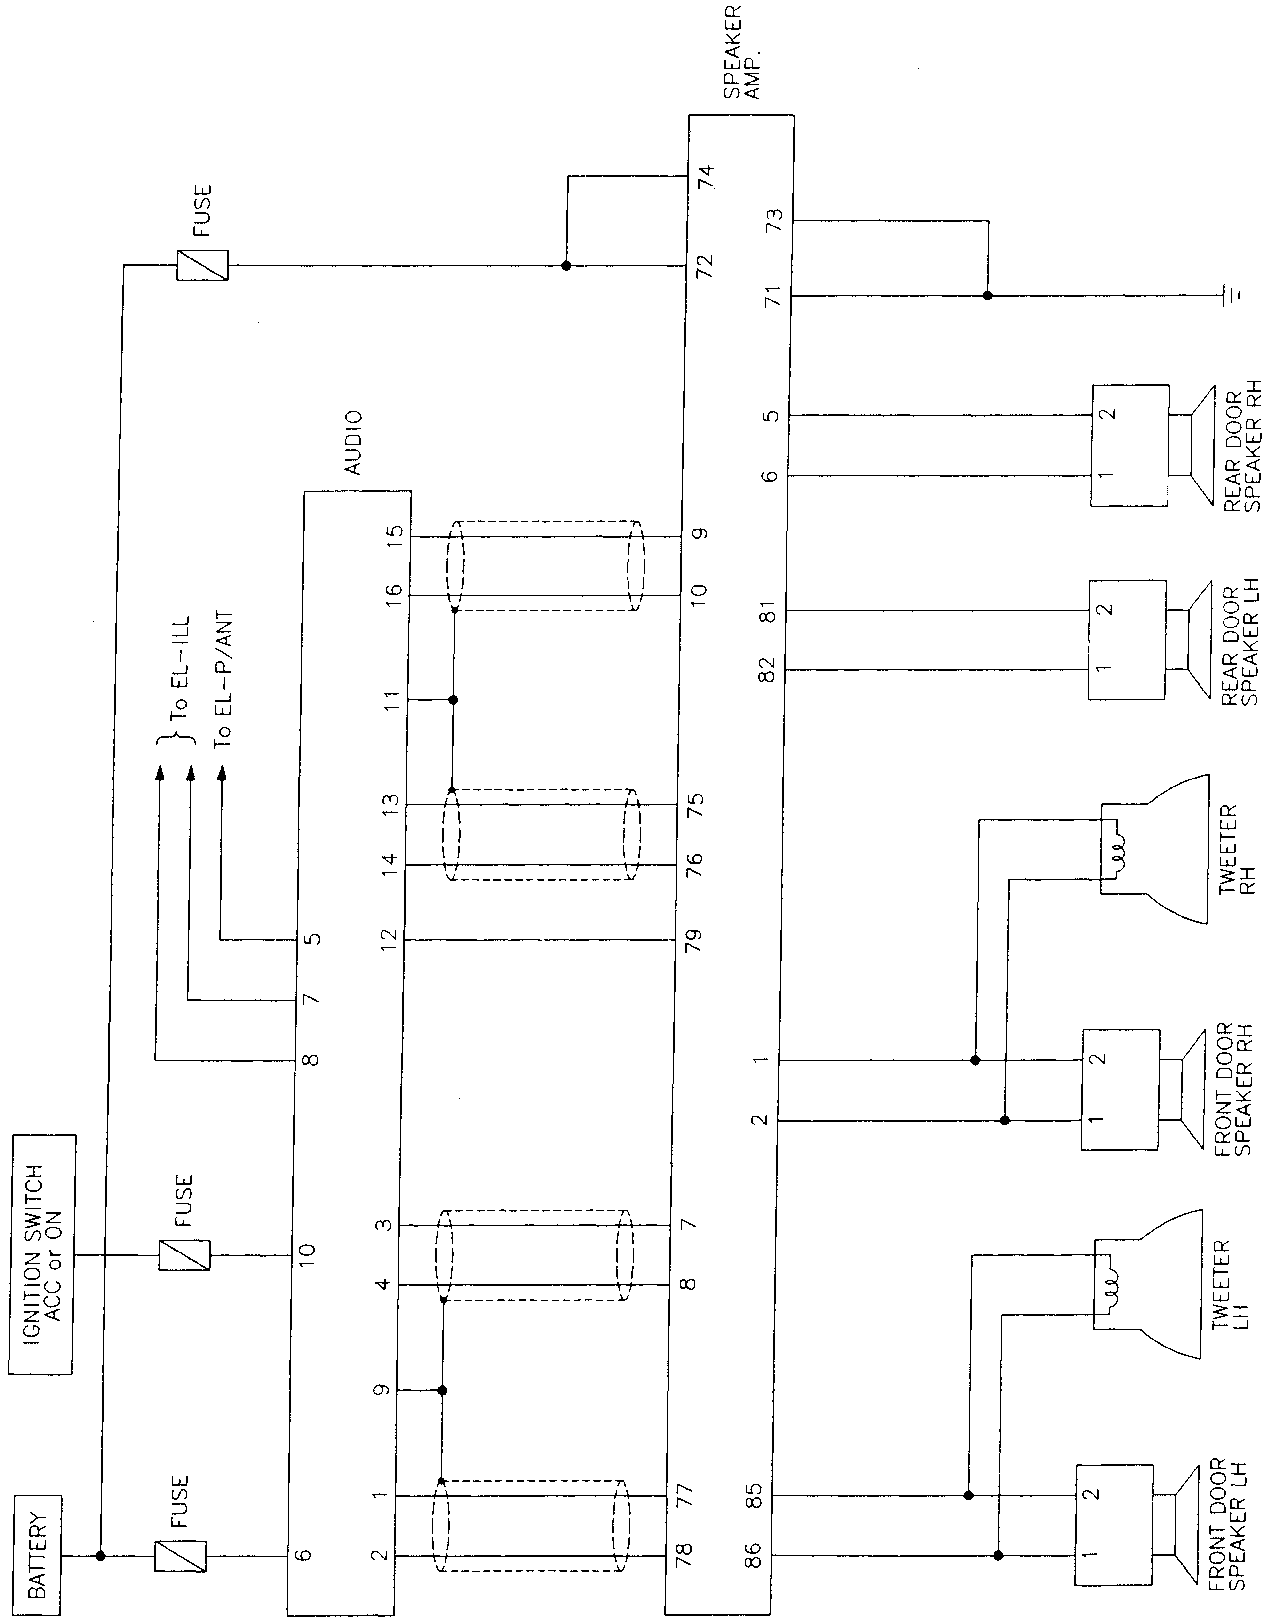 BATTERY
IGNITION SWITCH
ACC or ON
FUSE
FUSE
FUSE
To EL-ILL
To EL-P/ANT
AUDIO
6
10
8
7
5
2
1
9
4
3
12
14
13
11
16
15
SPEAKER
AMP.
78
77
8
7
79
76
75
10
9
72
74
86
85
2
1
82
81
6
5
71
73
1
2
1
2
1
2
1
2
FRONT DOOR
SPEAKER LH
TWEETER
LH
FRONT DOOR
SPEAKER RH
TWEETER
RH
REAR DOOR
SPEAKER LH
REAR DOOR
SPEAKER RH